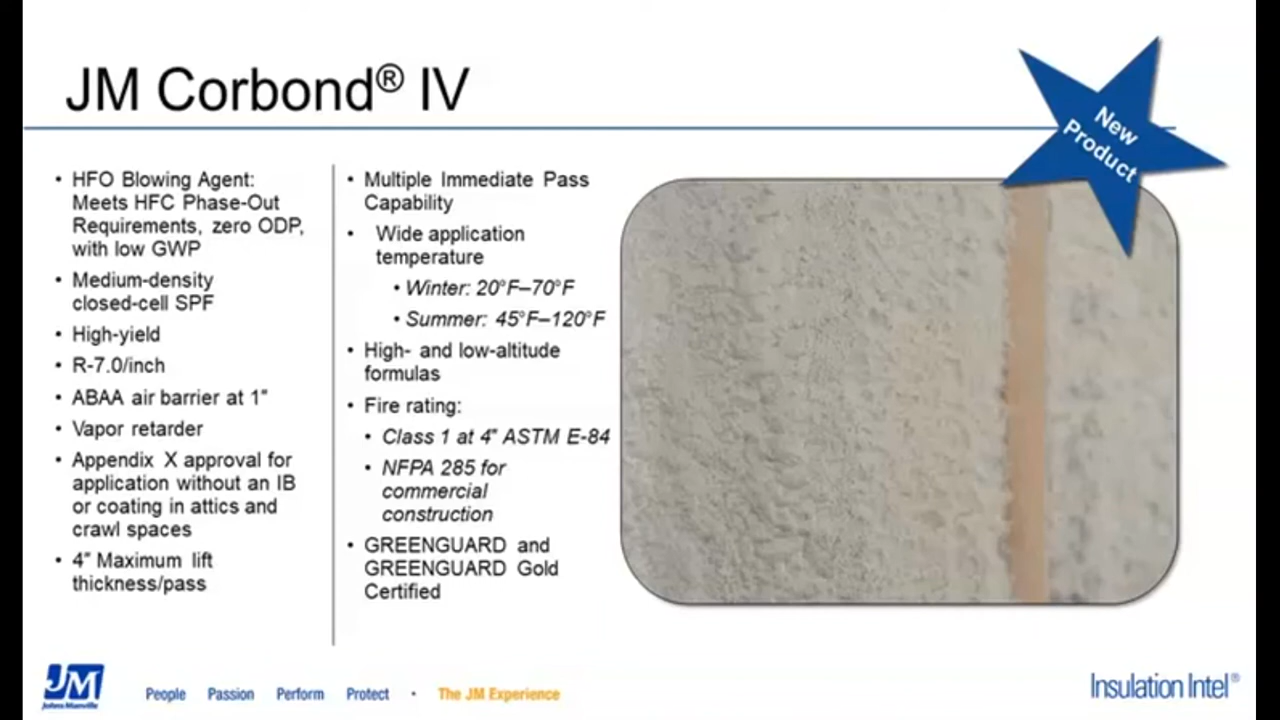 JM Corbond® IV
New
Product
• HFO Blowing Agent:
Meets HFC Phase-Out
Requirements, zero ODP,
with low GWP
• Medium-density
closed-cell SPF
• High-yield
• R-7.0/inch
• ABAA air barrier at 1”
• Vapor retarder
• Appendix X approval for
application without an IB
or coating in attics and
crawl spaces
• 4” Maximum lift
thickness/pass
• Multiple Immediate Pass
Capability
• Wide application
temperature
• Winter: 20°F–70°F
• Summer: 45°F–120°F
• High- and low-altitude
formulas
• Fire rating:
• Class 1 at 4” ASTM E-84
• NFPA 285 for
commercial
construction
• GREENGUARD and
GREENGUARD Gold
Certified
JM
Johns Manville
People Passion Perform Protect · The JM Experience
Insulation Intel®